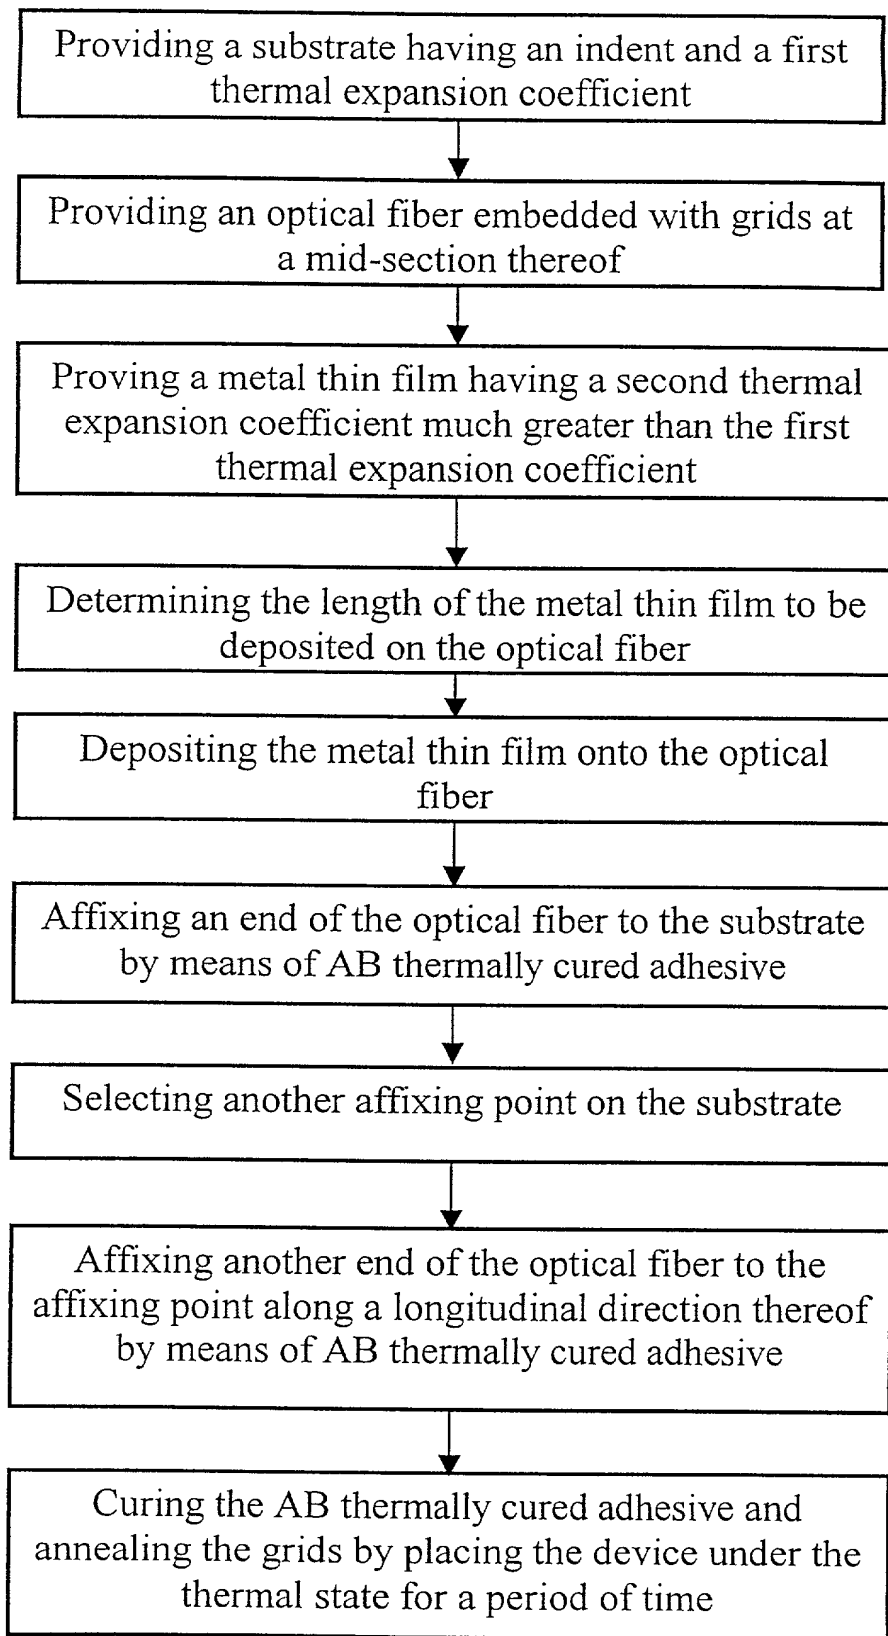 Providing a substrate having an indent and a first
thermal expansion coefficient
Providing an optical fiber embedded with grids at
a mid-section thereof
Proving a metal thin film having a second thermal
expansion coefficient much greater than the first
thermal expansion coefficient
Determining the length of the metal thin film to be
deposited on the optical fiber
Depositing the metal thin film onto the optical
fiber
Affixing an end of the optical fiber to the substrate
by means of AB thermally cured adhesive
Selecting another affixing point on the substrate
Affixing another end of the optical fiber to the
affixing point along a longitudinal direction thereof
by means of AB thermally cured adhesive
Curing the AB thermally cured adhesive and
annealing the grids by placing the device under the
thermal state for a period of time